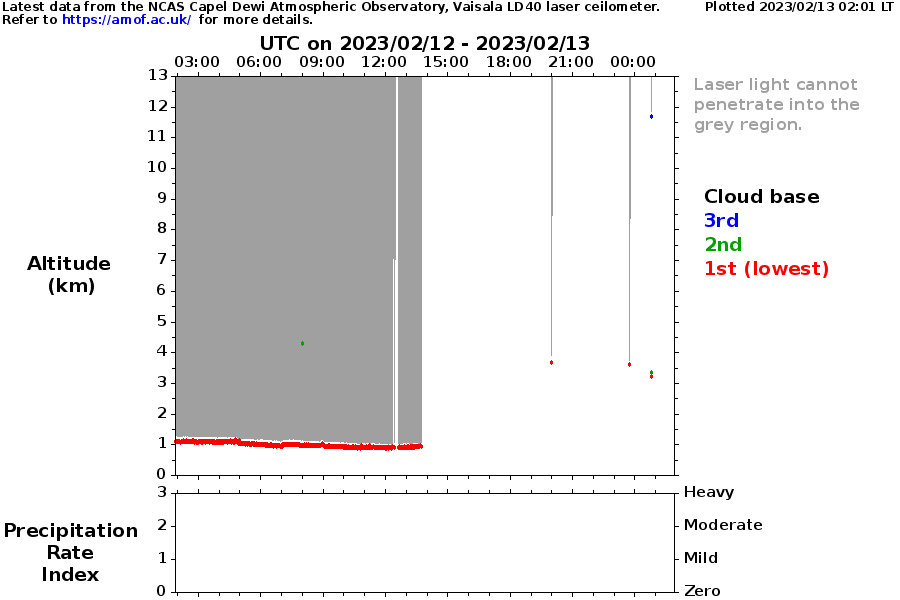 Latest data from the NCAS Capel Dewi Atmospheric Observatory, Vaisala LD40 laser ceilometer. Plotted 2023/02/13 02:01 LT
Refer to https://amof.ac.uk/ for more details.
UTC on 2023/02/12 - 2023/02/13
03:00 06:00 09:00 12:00 15:00 18:00 21:00 00:00
13
12
11
10
9
8
7
6
5
4
3
2
1
0
Altitude
(km)
Laser light cannot
penetrate into the
grey region.
Cloud base
3rd
2nd
1st (lowest)
3 Heavy
2 Moderate
1 Mild
0 Zero
Precipitation
Rate
Index